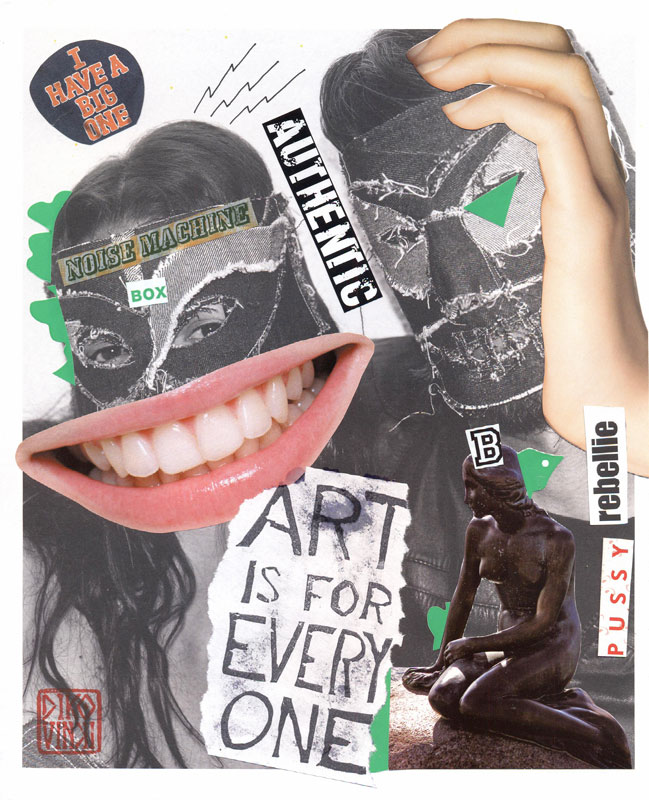 I
HAVE A
BIG
ONE
AUTHENTIC
NOISE MACHINE
BOX
B
rebellie
PUSSY
ART
IS FOR
EVERY
ONE